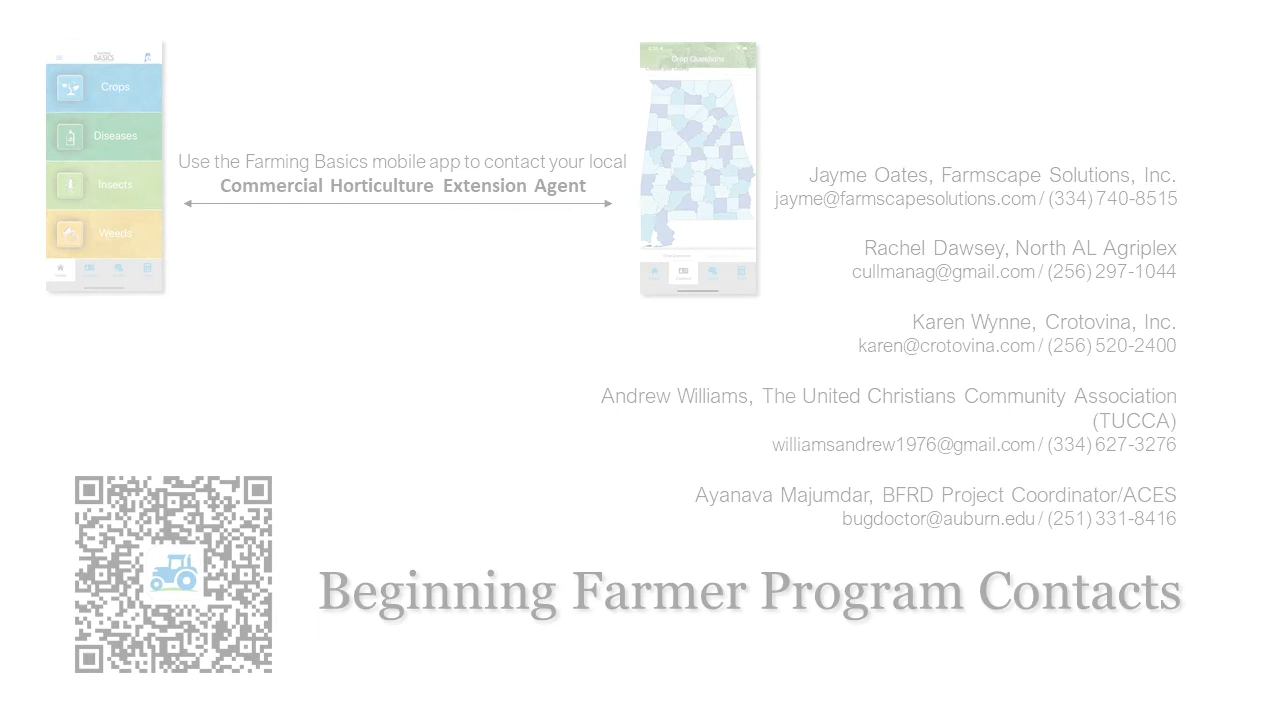 BASICS
Crops
Diseases
Insects
Weeds
Use the Farming Basics mobile app to contact your local
Commercial Horticulture Extension Agent
Crop Questions
Jayme Oates, Farmscape Solutions, Inc.
jayme@farmscapesolutions.com / (334) 740-8515
Rachel Dawsey, North AL Agriplex
cullmanag@gmail.com / (256) 297-1044
Karen Wynne, Crotovina, Inc.
karen@crotovina.com / (256) 520-2400
Andrew Williams, The United Christians Community Association
(TUCCA)
williamsandrew1976@gmail.com / (334) 627-3276
Ayanava Majumdar, BFRD Project Coordinator/ACES
bugdoctor@auburn.edu / (251) 331-8416
Beginning Farmer Program Contacts